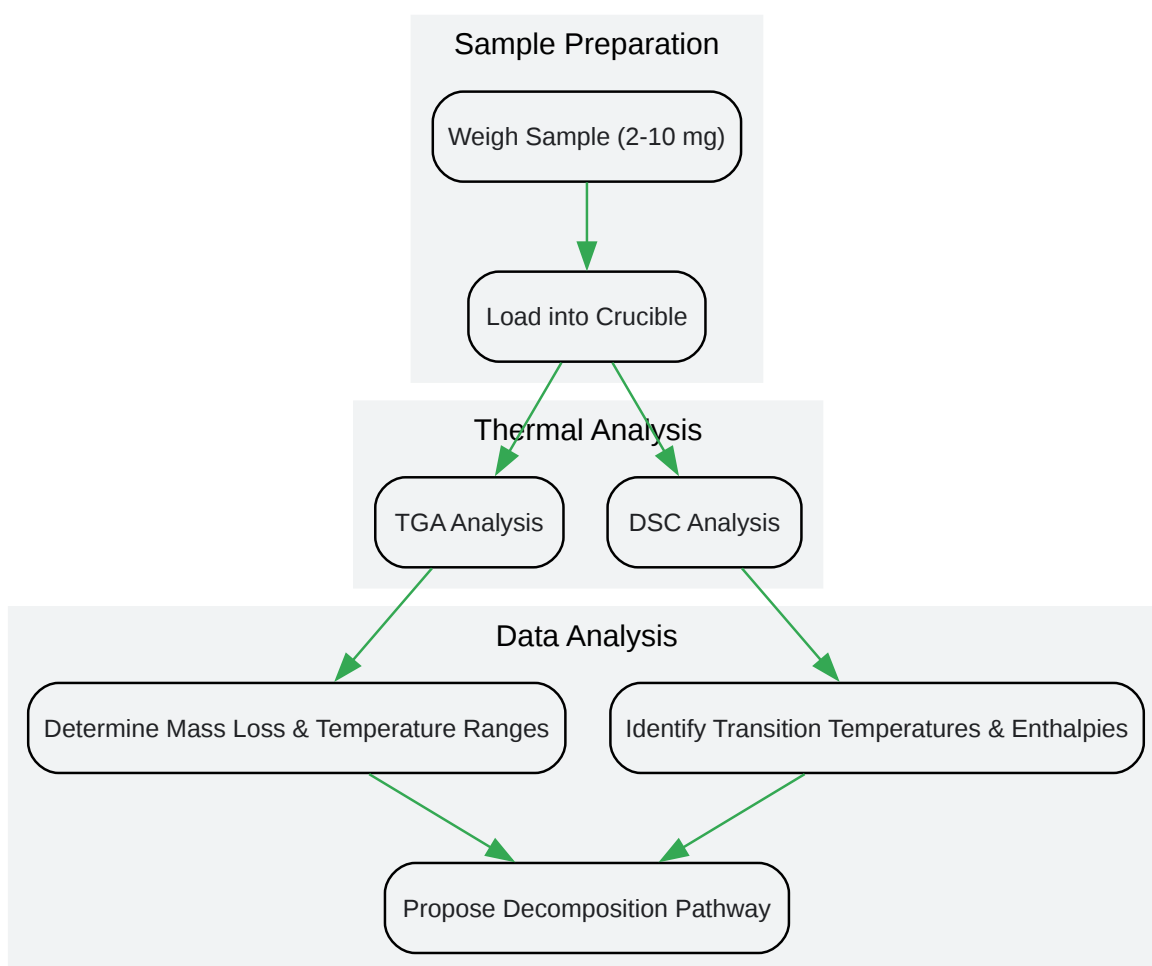 Sample Preparation
Weigh Sample (2-10 mg)
Load into Crucible
Thermal Analysis
TGA Analysis
DSC Analysis
Data Analysis
Determine Mass Loss & Temperature Ranges
Identify Transition Temperatures & Enthalpies
Propose Decomposition Pathway